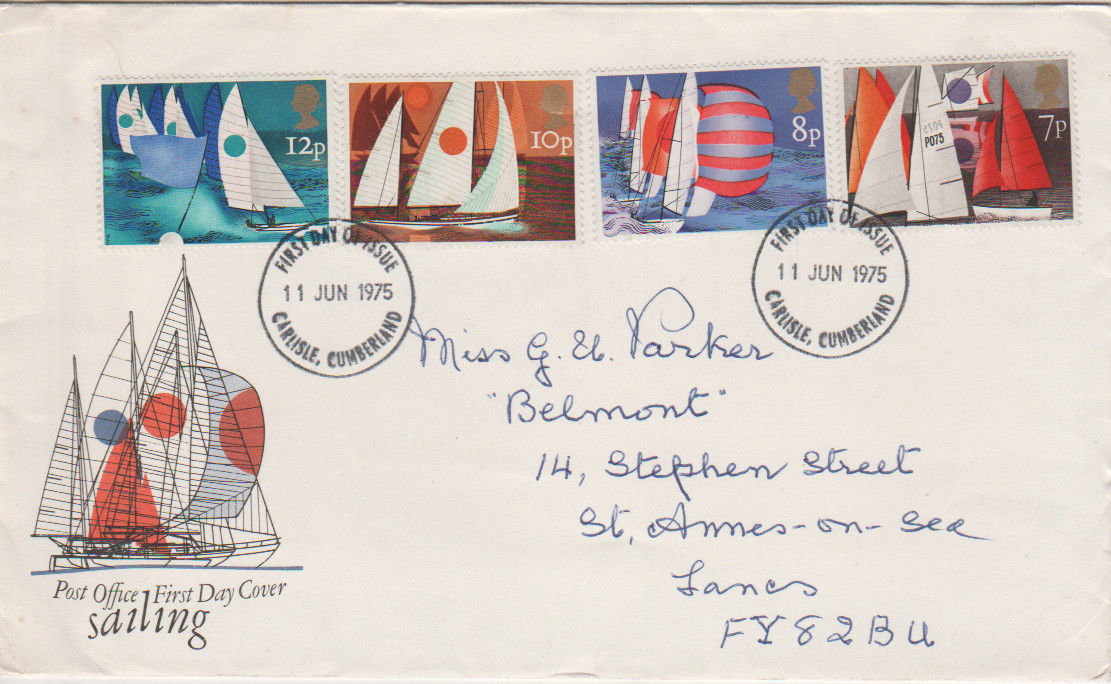 12p
10p
8p
P075
7p
FIRST DAY OF ISSUE
11 JUN 1975
CARLISLE, CUMBERLAND
FIRST DAY OF ISSUE
11 JUN 1975
CARLISLE, CUMBERLAND
Miss G. E. Parker
"Belmont"
14, Stephen Street
St, Annes-on-Sea
Lancs
FY8 2BU
Post Office First Day Cover
sailing